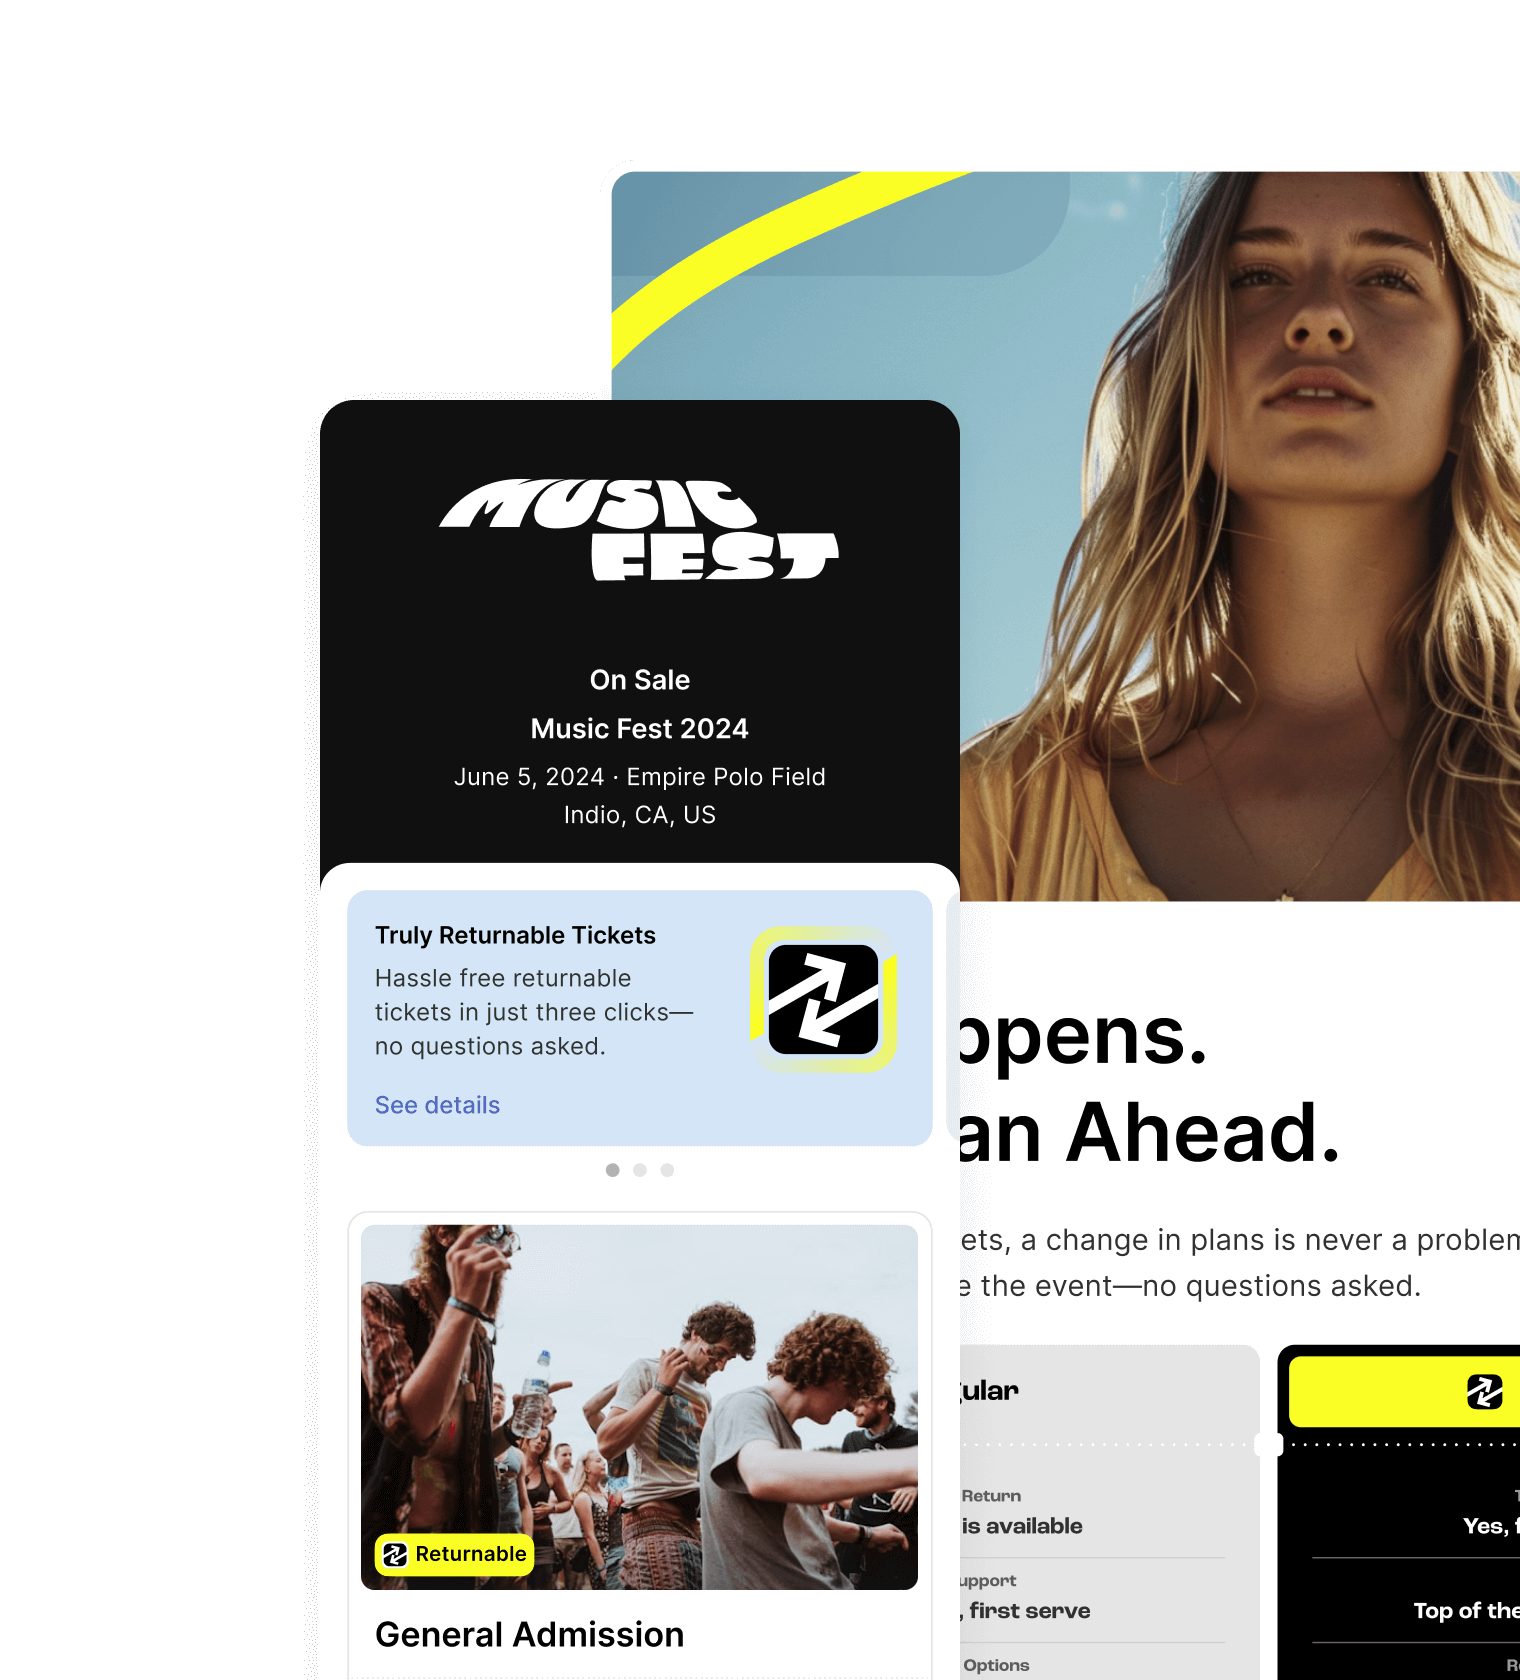 MUSIC
FEST
On Sale
Music Fest 2024
June 5, 2024 · Empire Polo Field
Indio, CA, US
Truly Returnable Tickets
Hassle free returnable
tickets in just three clicks—
no questions asked.
See details
Returnable
General Admission
ppens.
an Ahead.
ets, a change in plans is never a problem
e the event—no questions asked.
gular
Return
is available
upport
, first serve
Options
Yes, f
Top of the